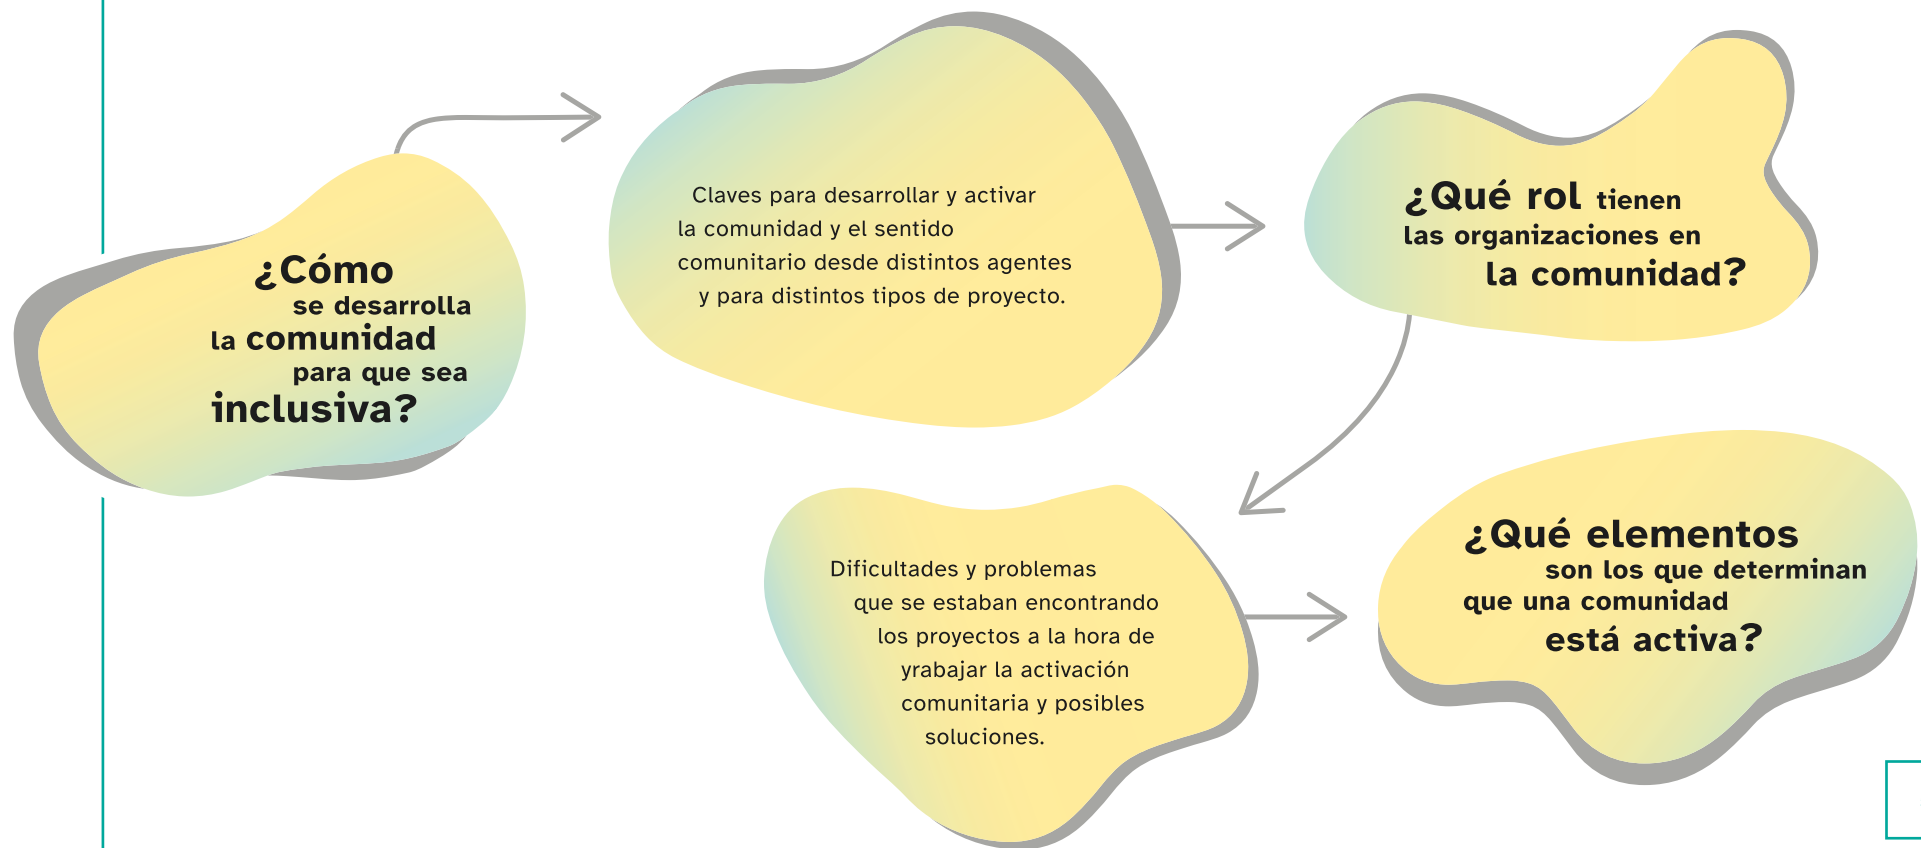 ¿Cómo
se desarrolla
la comunidad
para que sea
inclusiva?
Claves para desarrollar y activar
la comunidad y el sentido
comunitario desde distintos agentes
y para distintos tipos de proyecto.
¿Qué rol tienen
las organizaciones en
la comunidad?
Dificultades y problemas
que se estaban encontrando
los proyectos a la hora de
yrabajar la activación
comunitaria y posibles
soluciones.
¿Qué elementos
son los que determinan
que una comunidad
está activa?